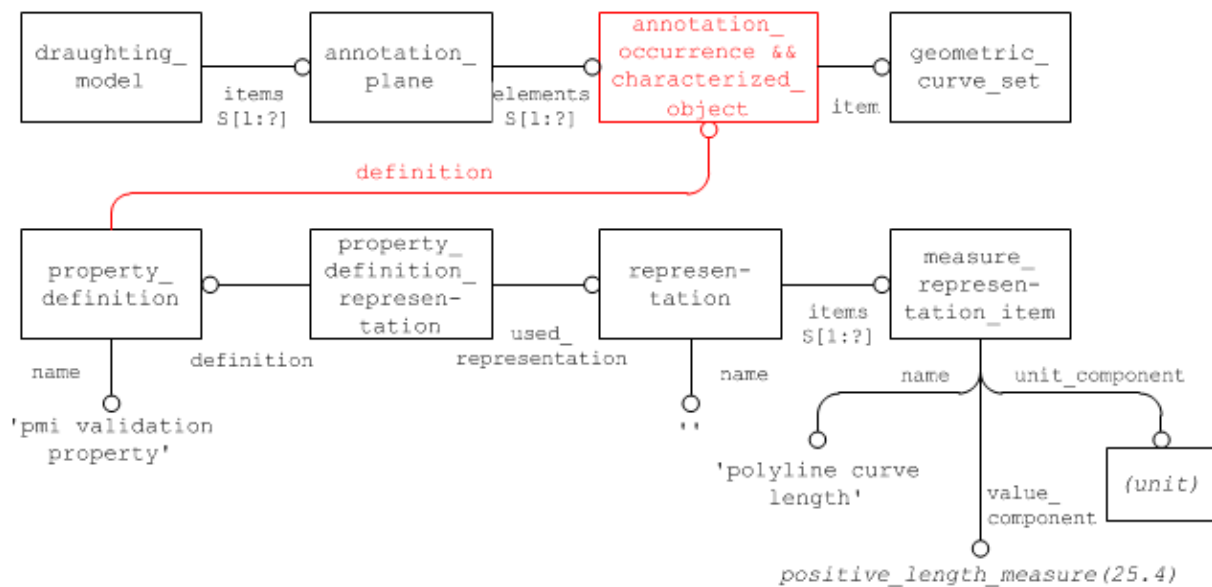 draughting_
model
items
S[1:?]
annotation_
plane
elements
S[1:?]
annotation_
occurrence &&
characterized_
object
item
geometric_
curve_set
definition
property_
definition
definition
property_
definition_
represen-
tation
used_
representation
represen-
tation
items
S[1:?]
measure_
represen-
tation_item
name
'pmi validation
property'
name
''
name
'polyline curve
length'
unit_component
(unit)
value_
component
positive_length_measure(25.4)